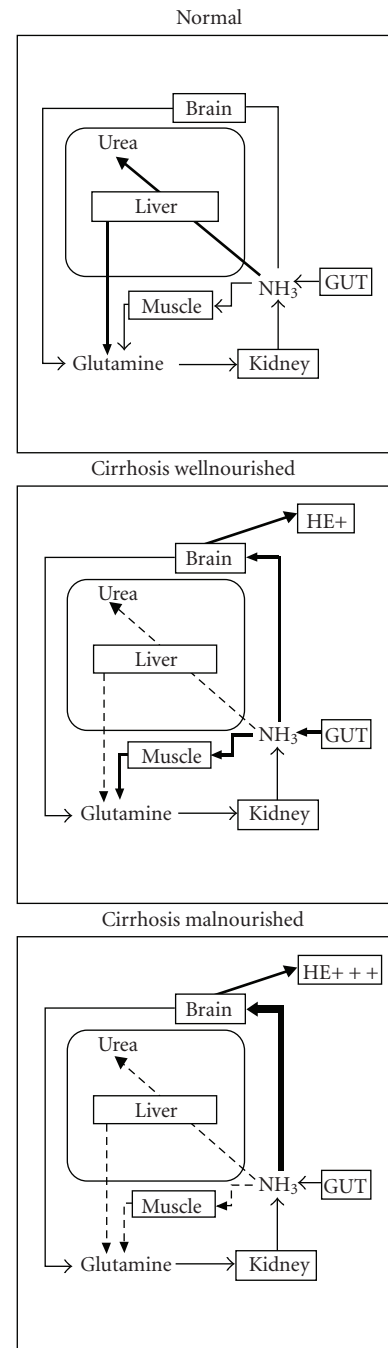 Normal
Brain
Urea
Liver
NH₃
GUT
Muscle
Glutamine
Kidney
Cirrhosis wellnourished
HE+
Brain
Urea
Liver
NH₃
GUT
Muscle
Glutamine
Kidney
Cirrhosis malnourished
HE+ + +
Brain
Urea
Liver
NH₃
GUT
Muscle
Glutamine
Kidney